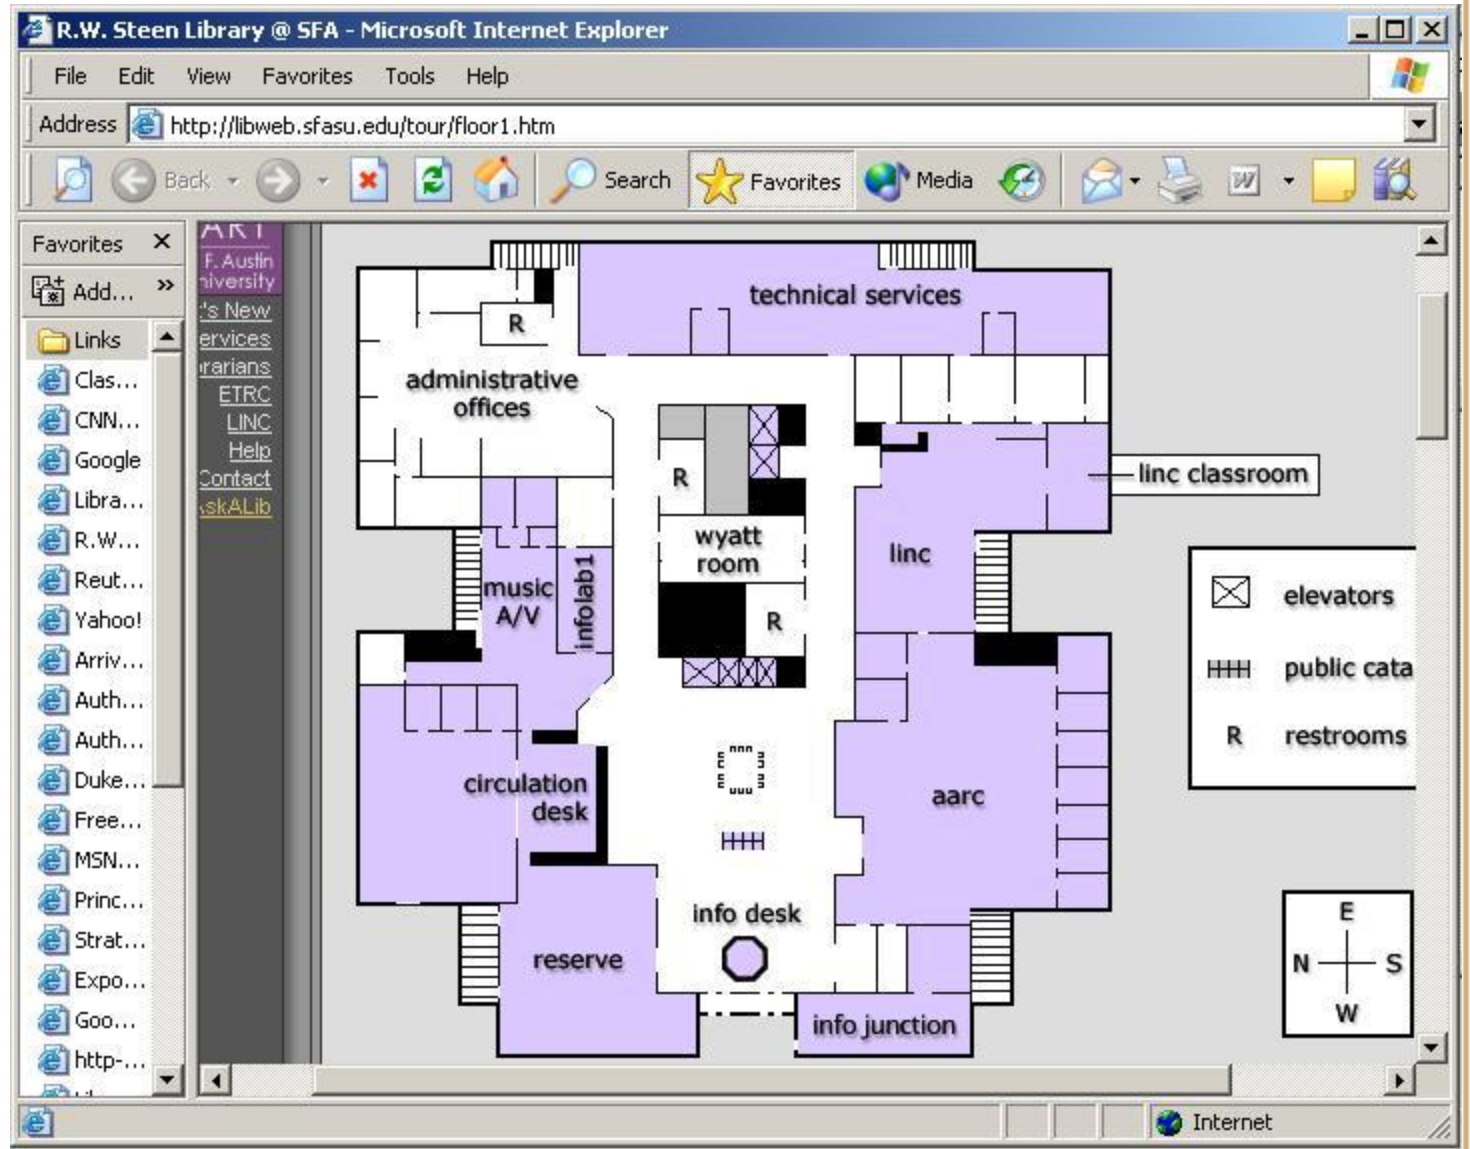 R.W. Steen Library @ SFA - Microsoft Internet Explorer
File Edit View Favorites Tools Help
Address http://libweb.sfasu.edu/tour/floor1.htm
Back Search Favorites Media
Favorites
Add...
Links
Clas...
CNN...
Google
Libra...
R.W...
Reut...
Yahoo!
Arriv...
Auth...
Auth...
Duke...
Free...
MSN...
Princ...
Strat...
Expo...
Goo...
http-...
F. Austin
niversity
's New
ervices
rarians
ETRC
LINC
Help
Contact
skALib
technical services
R
administrative
offices
R
linc classroom
wyatt
room
linc
music
A/V
infolab1
R
elevators
public cata
R restrooms
circulation
desk
aarc
info desk
reserve
info junction
E
N S
W
Internet